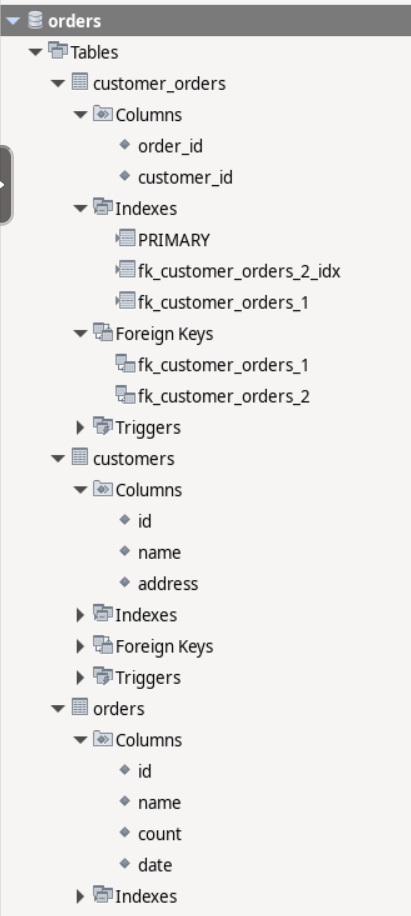 orders
Tables
customer_orders
Columns
order_id
customer_id
Indexes
PRIMARY
fk_customer_orders_2_idx
fk_customer_orders_1
Foreign Keys
fk_customer_orders_1
fk_customer_orders_2
Triggers
customers
Columns
id
name
address
Indexes
Foreign Keys
Triggers
orders
Columns
id
name
count
date
Indexes